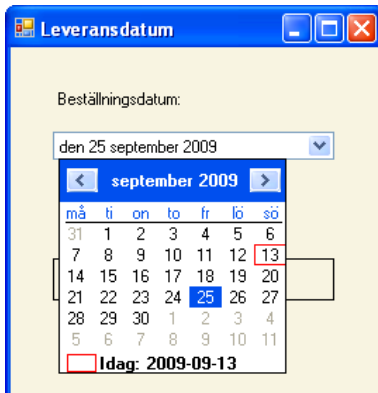 Leveransdatum
Beställningsdatum:
den 25 september 2009
september 2009
må ti on to fr lö sö
31 1 2 3 4 5 6
7 8 9 10 11 12 13
14 15 16 17 18 19 20
21 22 23 24 25 26 27
28 29 30 1 2 3 4
5 6 7 8 9 10 11
Idag: 2009-09-13